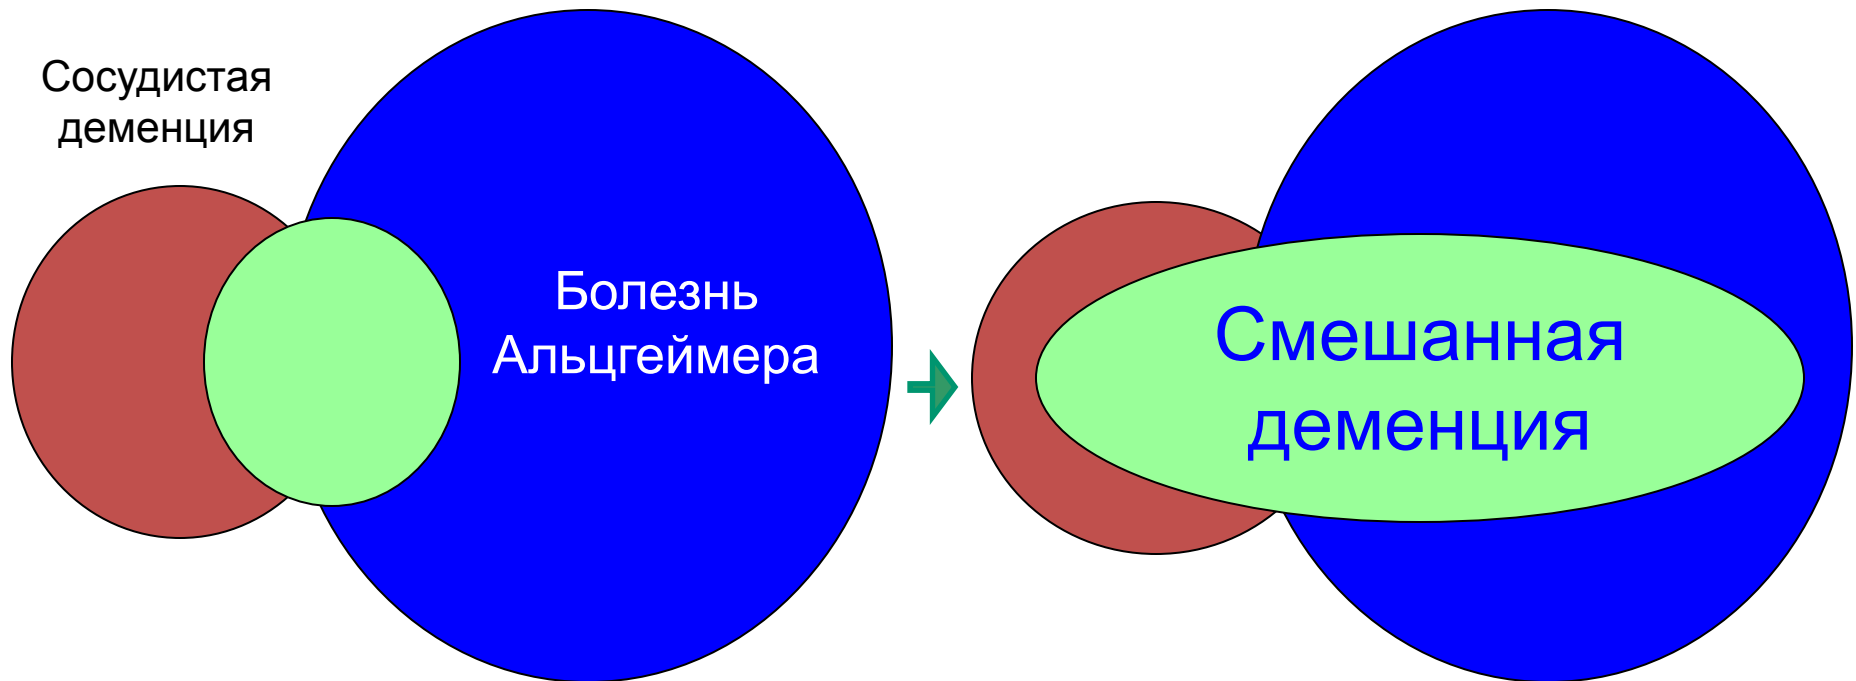 Сосудистая
деменция
Болезнь
Альцгеймера
Смешанная
деменция